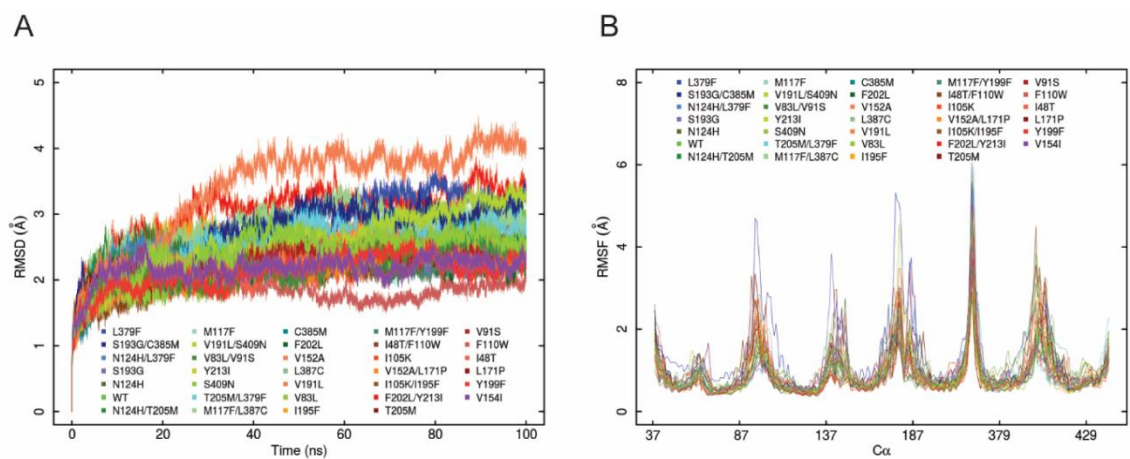 A
B
5
4
3
2
1
0
RMSD (Å)
L379F M117F C385M M117F/Y199F V91S
S193G/C385M V191L/S409N F202L I48T/F110W F110W
N124H/L379F V83L/V91S V152A I105K I48T
S193G Y213I L387C V152A/L171P L171P
N124H S409N V191L I105K/I195F Y199F
WT T205M/L379F V83L F202L/Y213I V154I
N124H/T205M M117F/L387C I195F T205M
0 20 40 60 80 100
Time (ns)
8
6
4
2
0
RMSF (Å)
L379F M117F C385M M117F/Y199F V91S
S193G/C385M V191L/S409N F202L I48T/F110W F110W
N124H/L379F V83L/V91S V152A I105K I48T
S193G Y213I L387C V152A/L171P L171P
N124H S409N V191L I105K/I195F Y199F
WT T205M/L379F V83L F202L/Y213I V154I
N124H/T205M M117F/L387C I195F T205M
37 87 137 187 379 429
Cα